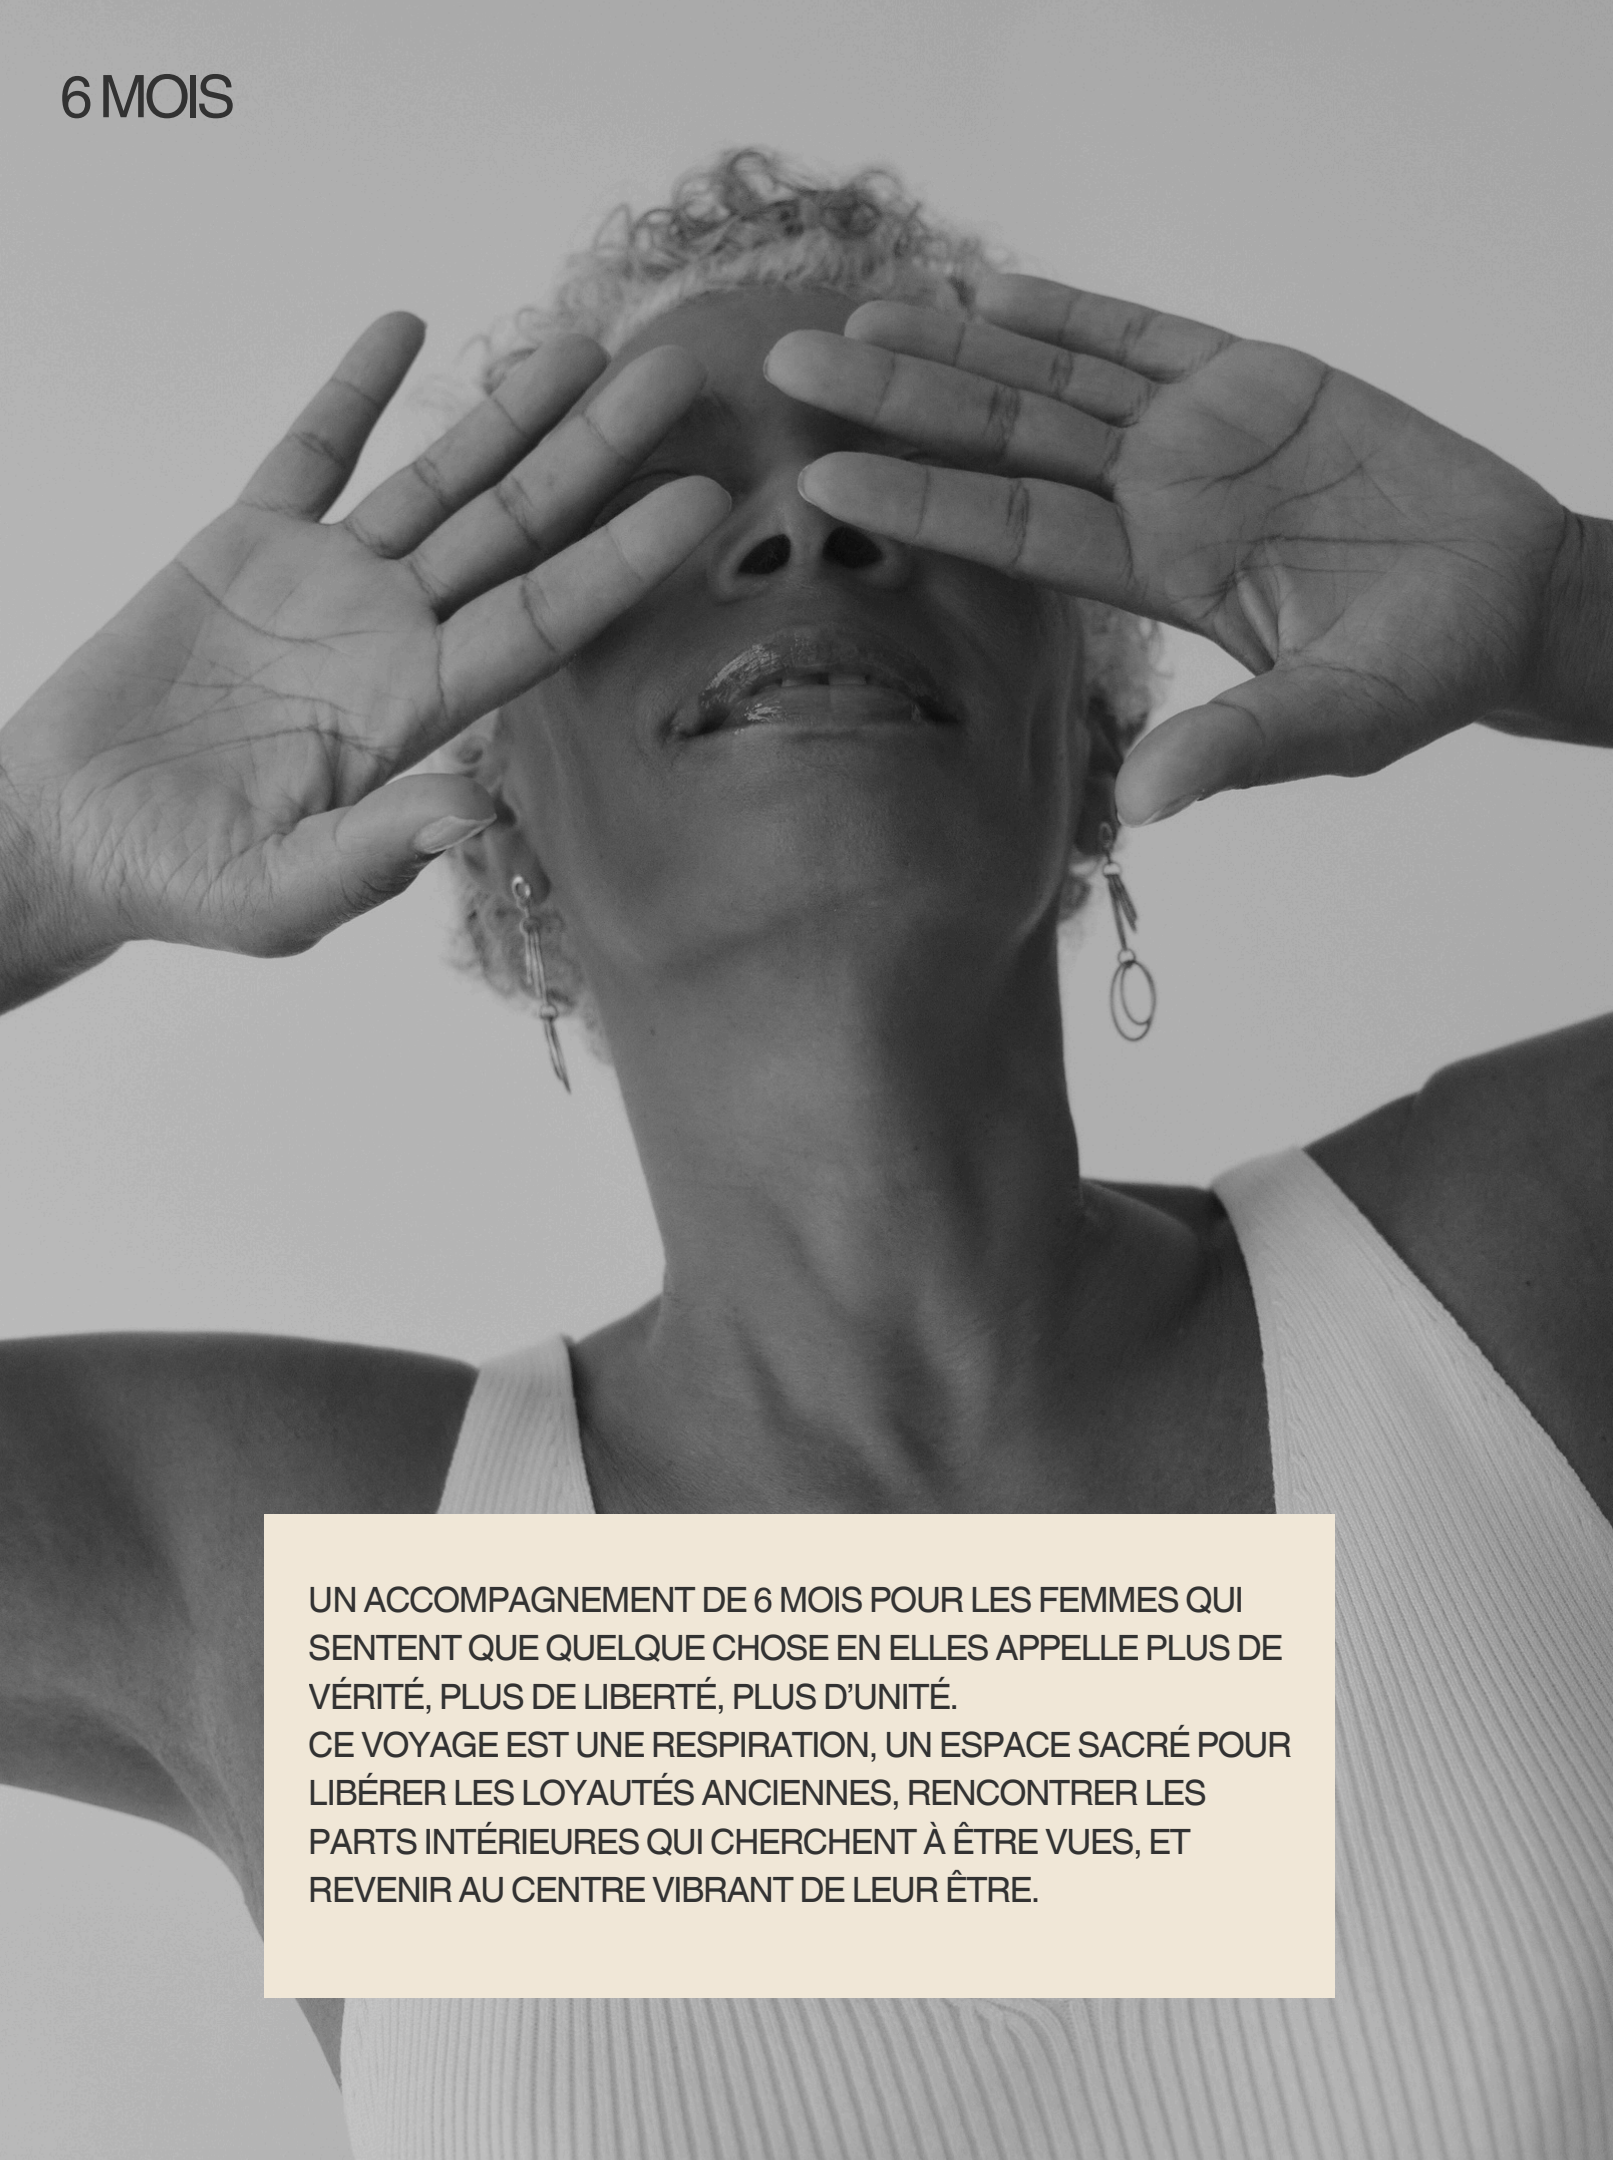 6 MOIS
UN ACCOMPAGNEMENT DE 6 MOIS POUR LES FEMMES QUI
SENTENT QUE QUELQUE CHOSE EN ELLES APPELLE PLUS DE
VÉRITÉ, PLUS DE LIBERTÉ, PLUS D’UNITÉ.
CE VOYAGE EST UNE RESPIRATION, UN ESPACE SACRÉ POUR
LIBÉRER LES LOYAUTÉS ANCIENNES, RENCONTRER LES
PARTS INTÉRIEURES QUI CHERCHENT À ÊTRE VUES, ET
REVENIR AU CENTRE VIBRANT DE LEUR ÊTRE.